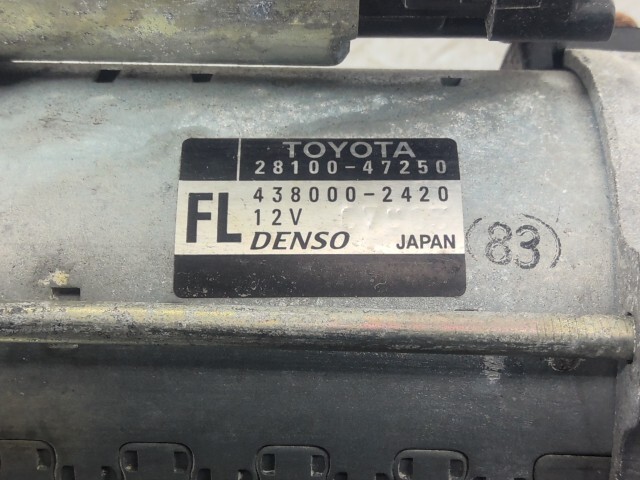 TOYOTA
28100-47250
FL
438000-2420
12V
DENSO JAPAN
(83)